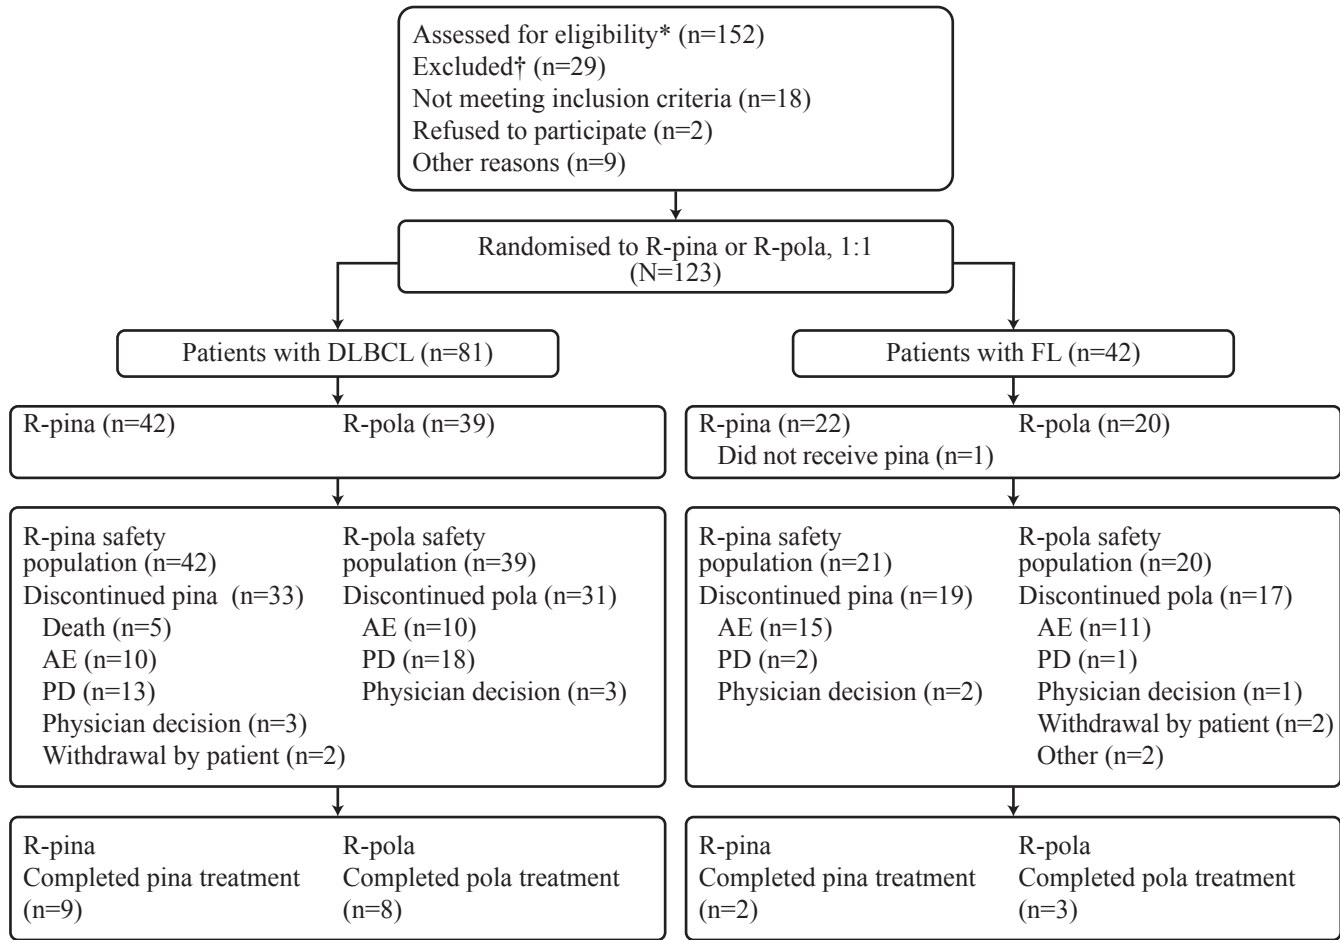 Assessed for eligibility* (n=152)
Excluded† (n=29)
Not meeting inclusion criteria (n=18)
Refused to participate (n=2)
Other reasons (n=9)
Randomised to R-pina or R-pola, 1:1
(N=123)
Patients with DLBCL (n=81)
Patients with FL (n=42)
R-pina (n=42)
R-pola (n=39)
R-pina (n=22)
Did not receive pina (n=1)
R-pola (n=20)
R-pina safety
population (n=42)
Discontinued pina (n=33)
Death (n=5)
AE (n=10)
PD (n=13)
Physician decision (n=3)
Withdrawal by patient (n=2)
R-pola safety
population (n=39)
Discontinued pola (n=31)
AE (n=10)
PD (n=18)
Physician decision (n=3)
R-pina safety
population (n=21)
Discontinued pina (n=19)
AE (n=15)
PD (n=2)
Physician decision (n=2)
R-pola safety
population (n=20)
Discontinued pola (n=17)
AE (n=11)
PD (n=1)
Physician decision (n=1)
Withdrawal by patient (n=2)
Other (n=2)
R-pina
Completed pina treatment
(n=9)
R-pola
Completed pola treatment
(n=8)
R-pina
Completed pina treatment
(n=2)
R-pola
Completed pola treatment
(n=3)